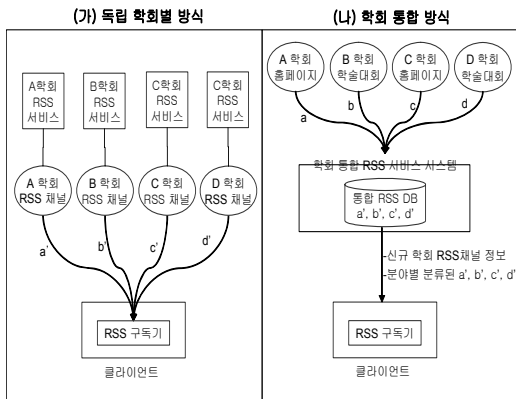 (가) 독립 학회별 방식
A학회
RSS
서비스
B학회
RSS
서비스
C학회
RSS
서비스
C학회
RSS
서비스
A 학회
RSS 채널
B 학회
RSS 채널
C 학회
RSS 채널
D 학회
RSS 채널
a'
b'
c'
d'
RSS 구독기
클라이언트
(나) 학회 통합 방식
A 학회
홈페이지
B 학회
학술대회
C 학회
홈페이지
D 학회
학술대회
a
b
c
d
학회 통합 RSS 서비스 시스템
통합 RSS DB
a', b', c', d'
-신규 학회 RSS채널 정보
-분야별 분류된 a', b', c', d'
RSS 구독기
클라이언트